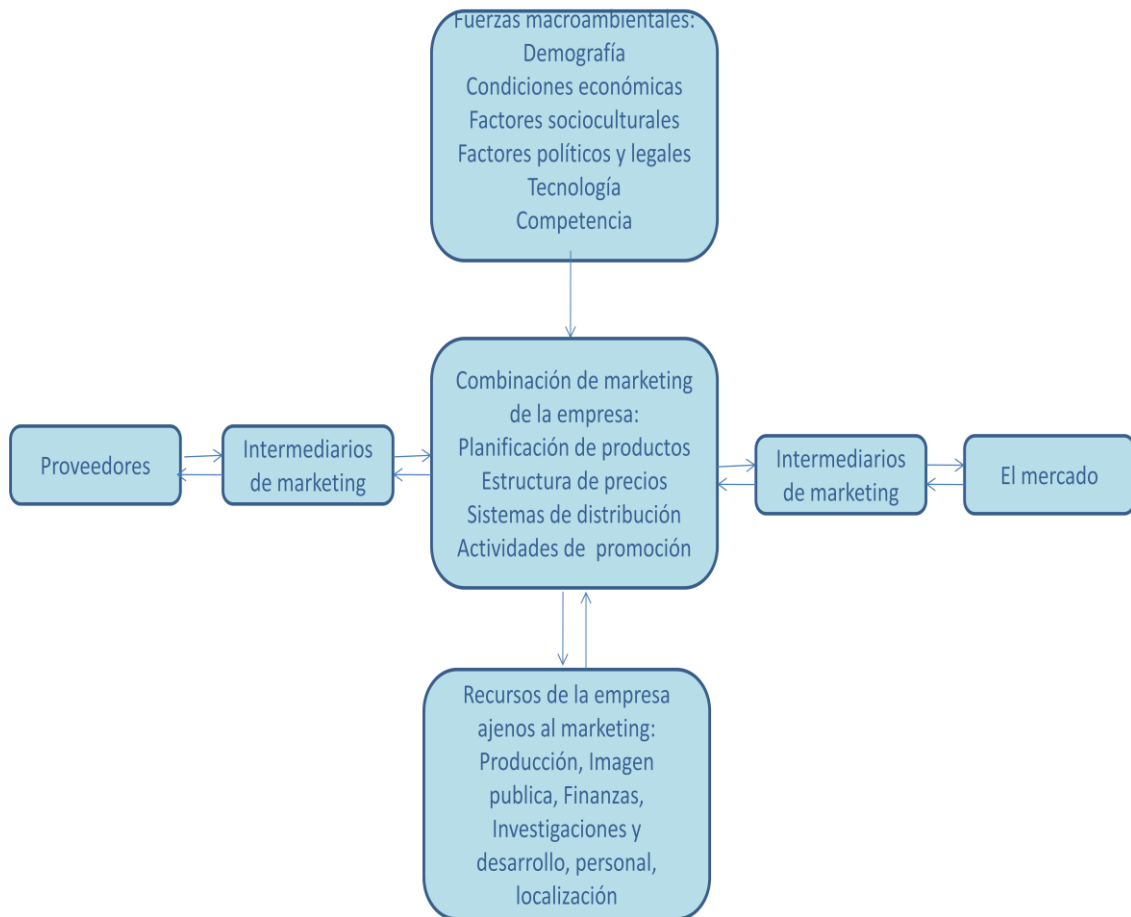 Fuerzas macroambientales:
Demografía
Condiciones económicas
Factores socioculturales
Factores políticos y legales
Tecnología
Competencia
Proveedores
Intermediarios
de marketing
Combinación de marketing
de la empresa:
Planificación de productos
Estructura de precios
Sistemas de distribución
Actividades de promoción
Intermediarios
de marketing
El mercado
Recursos de la empresa
ajenos al marketing:
Producción, Imagen
publica, Finanzas,
Investigaciones y
desarrollo, personal,
localización